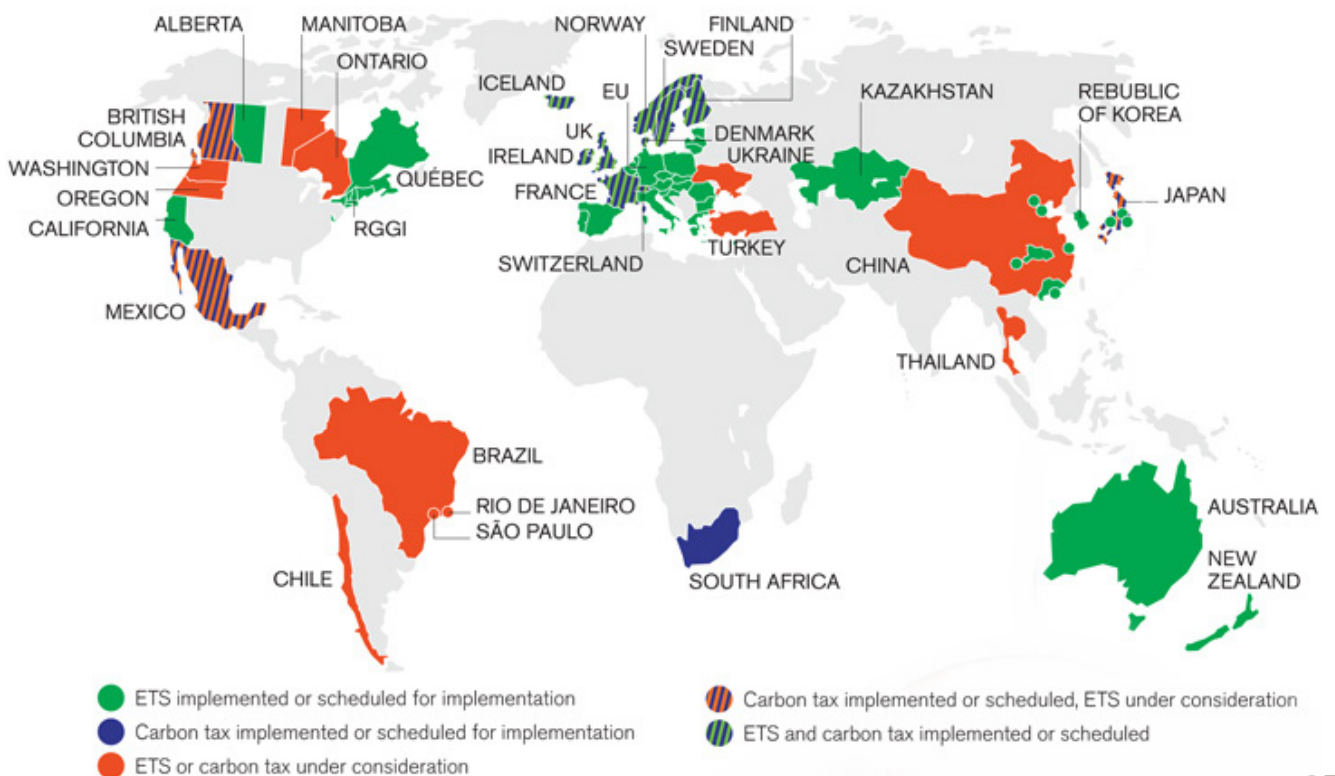 ALBERTA
MANITOBA
ONTARIO
BRITISH
COLUMBIA
WASHINGTON
OREGON
CALIFORNIA
QUÉBEC
RGGI
MEXICO
ICELAND
NORWAY
SWEDEN
FINLAND
EU
UK
IRELAND
FRANCE
DENMARK
UKRAINE
SWITZERLAND
TURKEY
KAZAKHSTAN
REPUBLIC
OF KOREA
JAPAN
CHINA
THAILAND
BRAZIL
RIO DE JANEIRO
SÃO PAULO
CHILE
SOUTH AFRICA
AUSTRALIA
NEW
ZEALAND
ETS implemented or scheduled for implementation
Carbon tax implemented or scheduled for implementation
ETS or carbon tax under consideration
Carbon tax implemented or scheduled, ETS under consideration
ETS and carbon tax implemented or scheduled